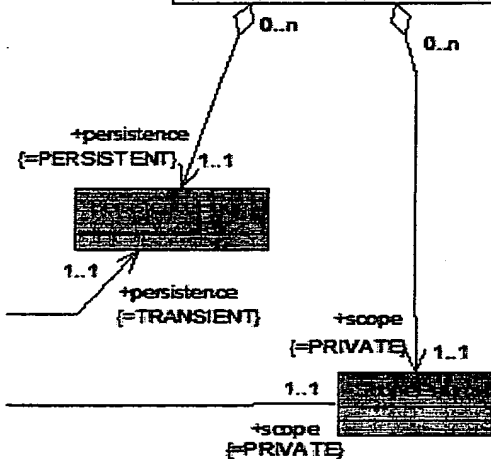 0..n
0..n
+persistence
{=PERSISTENT} 1..1
1..1
+persistence
{=TRANSIENT}
+scope
{=PRIVATE} 1..1
1..1
+scope
{=PRIVATE}